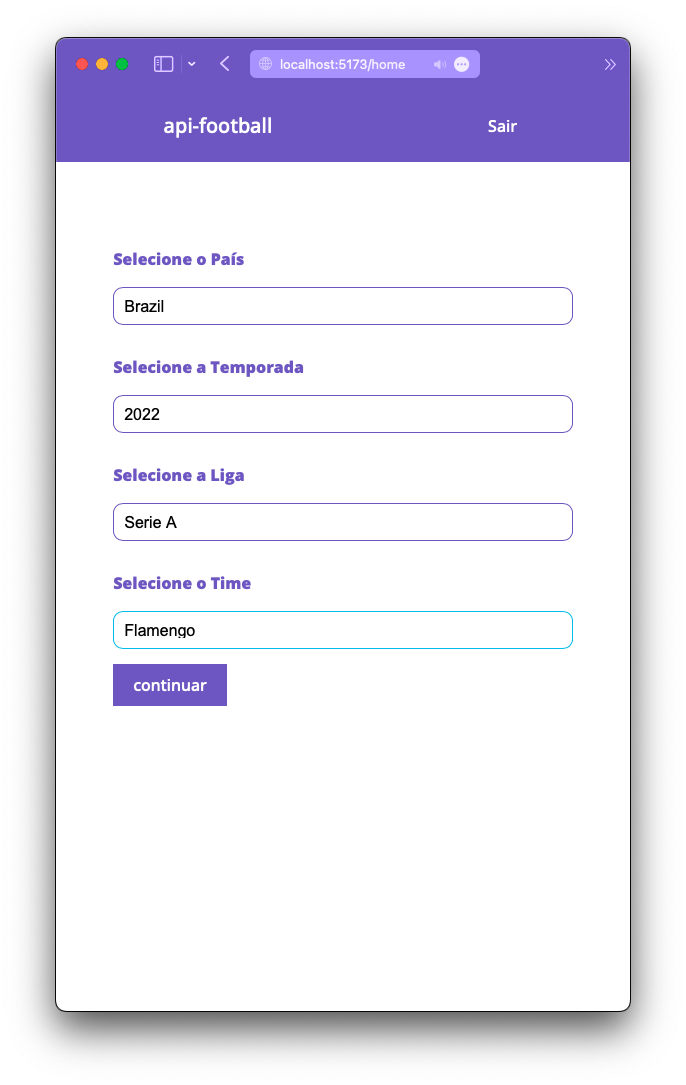 localhost:5173/home
api-football
Sair
Selecione o País
Brazil
Selecione a Temporada
2022
Selecione a Liga
Serie A
Selecione o Time
Flamengo
continuar